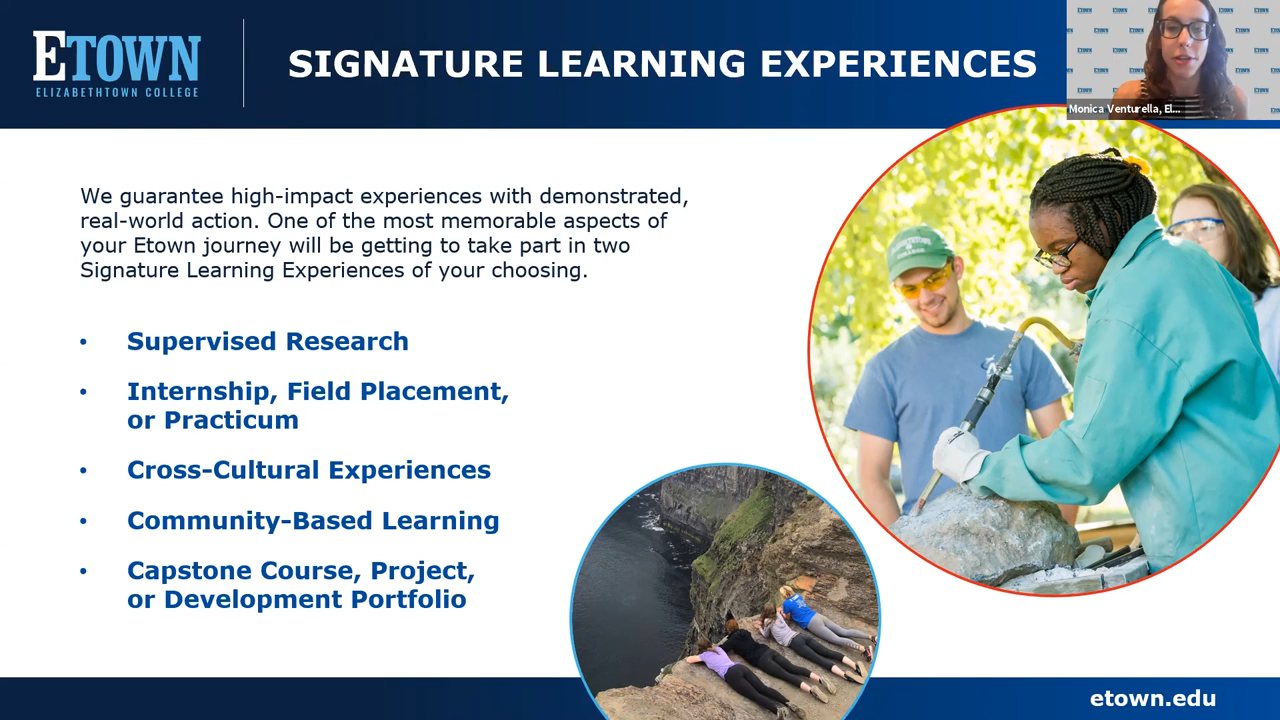 ETOWN
ELIZABETHTOWN COLLEGE
SIGNATURE LEARNING EXPERIENCES
Monica Venturella, El...
We guarantee high-impact experiences with demonstrated,
real-world action. One of the most memorable aspects of
your Etown journey will be getting to take part in two
Signature Learning Experiences of your choosing.
• Supervised Research
• Internship, Field Placement,
or Practicum
• Cross-Cultural Experiences
• Community-Based Learning
• Capstone Course, Project,
or Development Portfolio
etown.edu